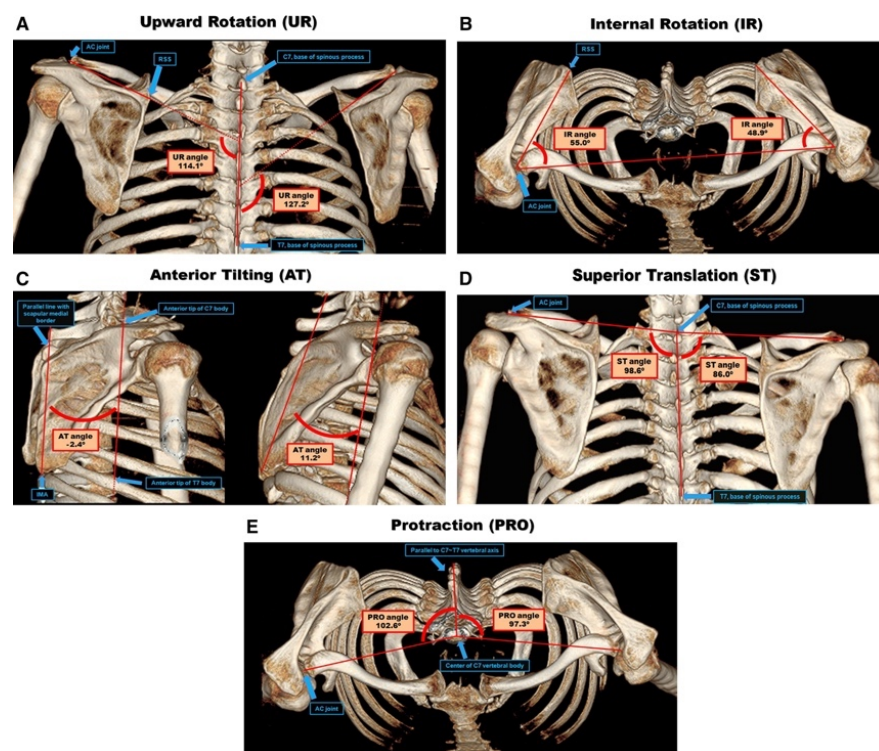 A
Upward Rotation (UR)
AC joint
RSS
C7, base of spinous process
UR angle
114.1°
UR angle
127.2°
T7, base of spinous process
B
Internal Rotation (IR)
RSS
IR angle
55.0°
IR angle
48.9°
AC joint
C
Anterior Tilting (AT)
Parallel line with
scapular medial
border
Anterior tip of C7 body
AT angle
-2.4°
AT angle
11.2°
IMA
Anterior tip of T7 body
D
Superior Translation (ST)
AC joint
C7, base of spinous process
ST angle
98.6°
ST angle
86.0°
T7, base of spinous process
E
Protraction (PRO)
Parallel to C7~T7 vertebral axis
PRO angle
102.6°
PRO angle
97.3°
Center of C7 vertebral body
AC joint